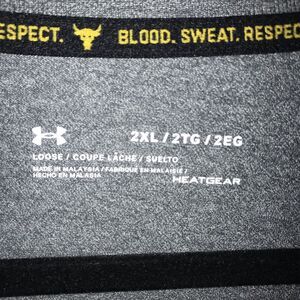 ESPECT. BLOOD. SWEAT. RESPEC
2XL / 2TG / 2EG
LOOSE / COUPE LÂCHE / SUELTO
MADE IN MALAYSIA / FABRIQUÉ EN MALAISIE /
HECHO EN MALASIA
HEATGEAR